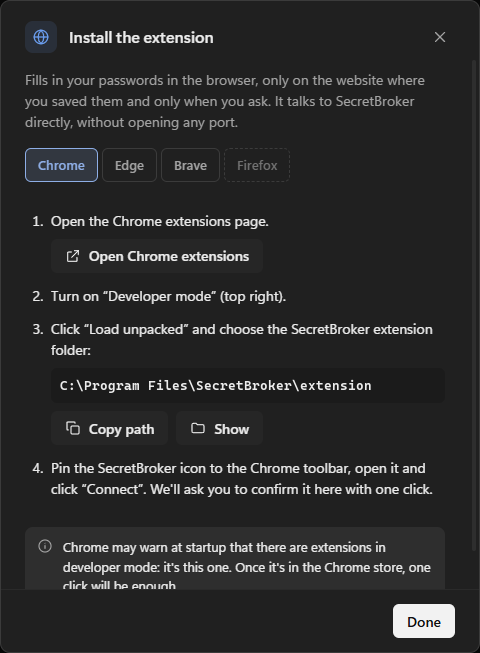 Install the extension
Fills in your passwords in the browser, only on the website where
you saved them and only when you ask. It talks to SecretBroker
directly, without opening any port.
Chrome
Edge
Brave
Firefox
1. Open the Chrome extensions page.
Open Chrome extensions
2. Turn on “Developer mode” (top right).
3. Click “Load unpacked” and choose the SecretBroker extension
folder:
C:\Program Files\SecretBroker\extension
Copy path
Show
4. Pin the SecretBroker icon to the Chrome toolbar, open it and
click “Connect”. We'll ask you to confirm it here with one click.
Chrome may warn at startup that there are extensions in
developer mode: it's this one. Once it's in the Chrome store, one
click will be enough.
Done